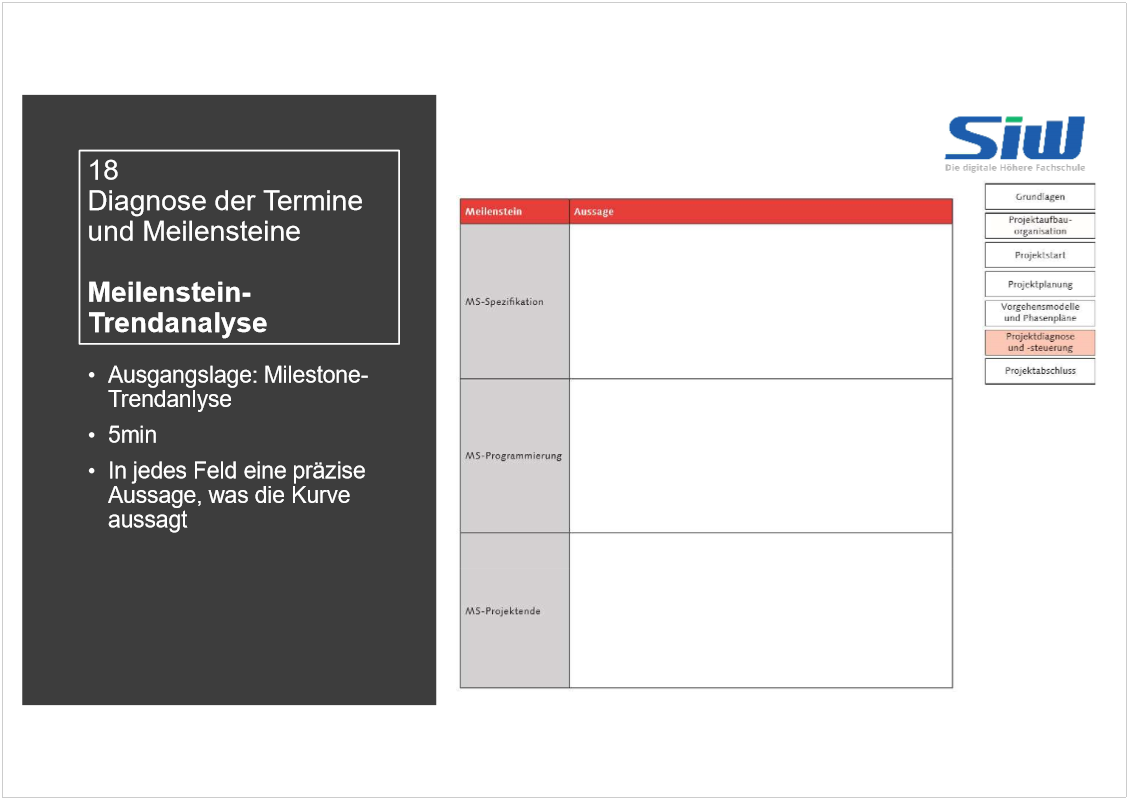 18
Diagnose der Termine
und Meilensteine
Meilenstein-
Trendanalyse
• Ausgangslage: Milestone-
Trendanlyse
• 5min
• In jedes Feld eine präzise
Aussage, was die Kurve
aussagt
Meilenstein Aussage
MS-Spezifikation
MS-Programmierung
MS-Projektende
SiW
Die digitale Höhere Fachschule
Grundlagen
Projektaufbau-
organisation
Projektstart
Projektplanung
Vorgehensmodelle
und Phasenpläne
Projektdiagnose
und -steuerung
Projektabschluss